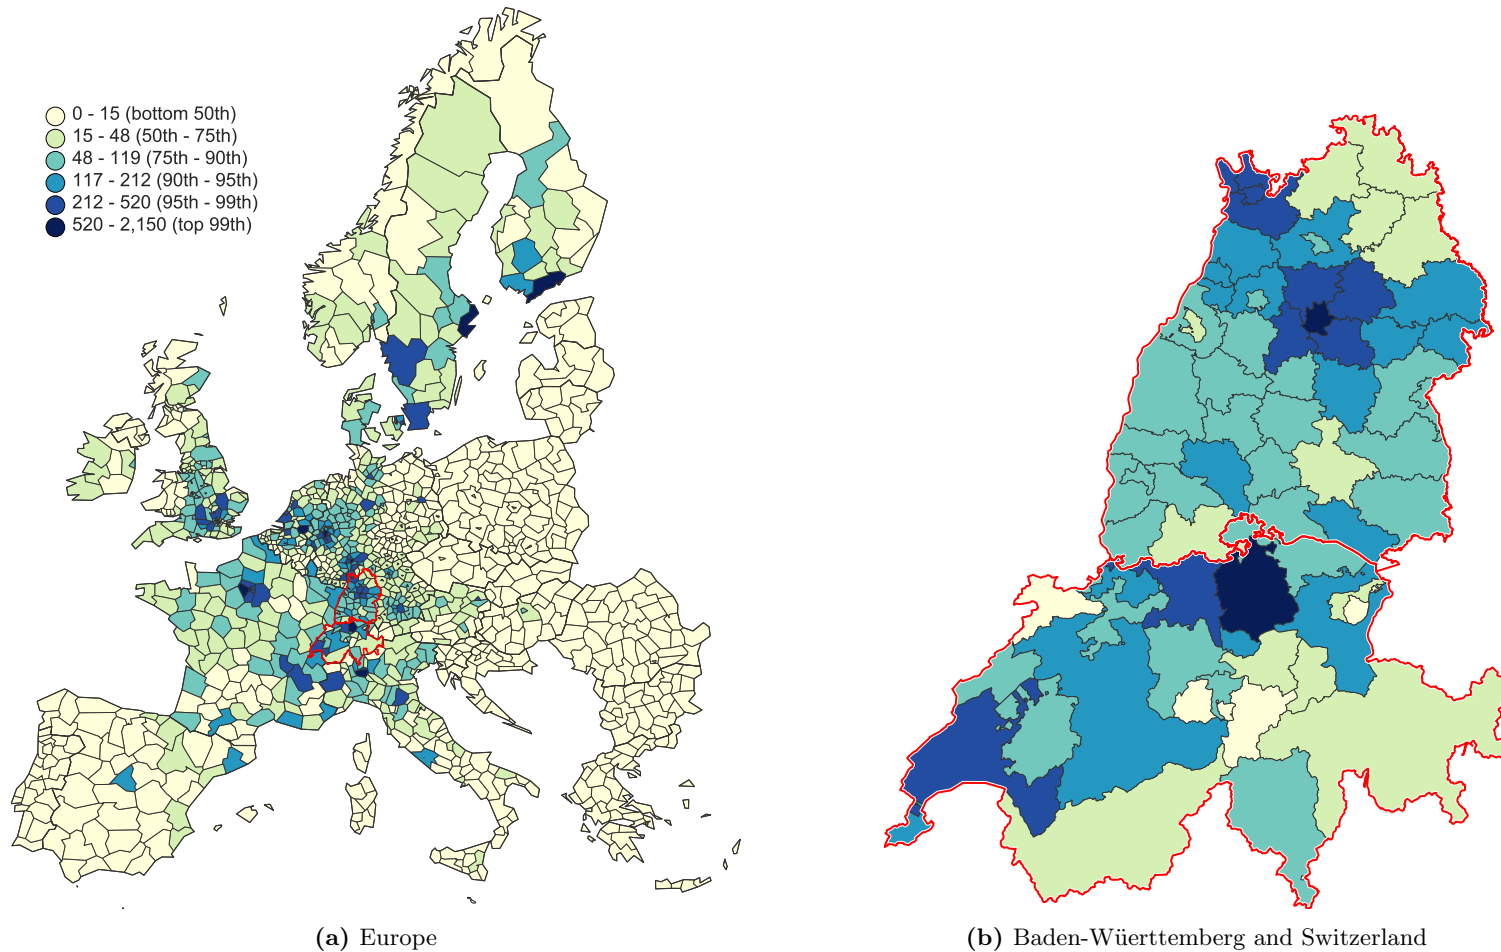 0 - 15 (bottom 50th)
15 - 48 (50th - 75th)
48 - 119 (75th - 90th)
117 - 212 (90th - 95th)
212 - 520 (95th - 99th)
520 - 2,150 (top 99th)
(a) Europe
(b) Baden-Wüerttemberg and Switzerland